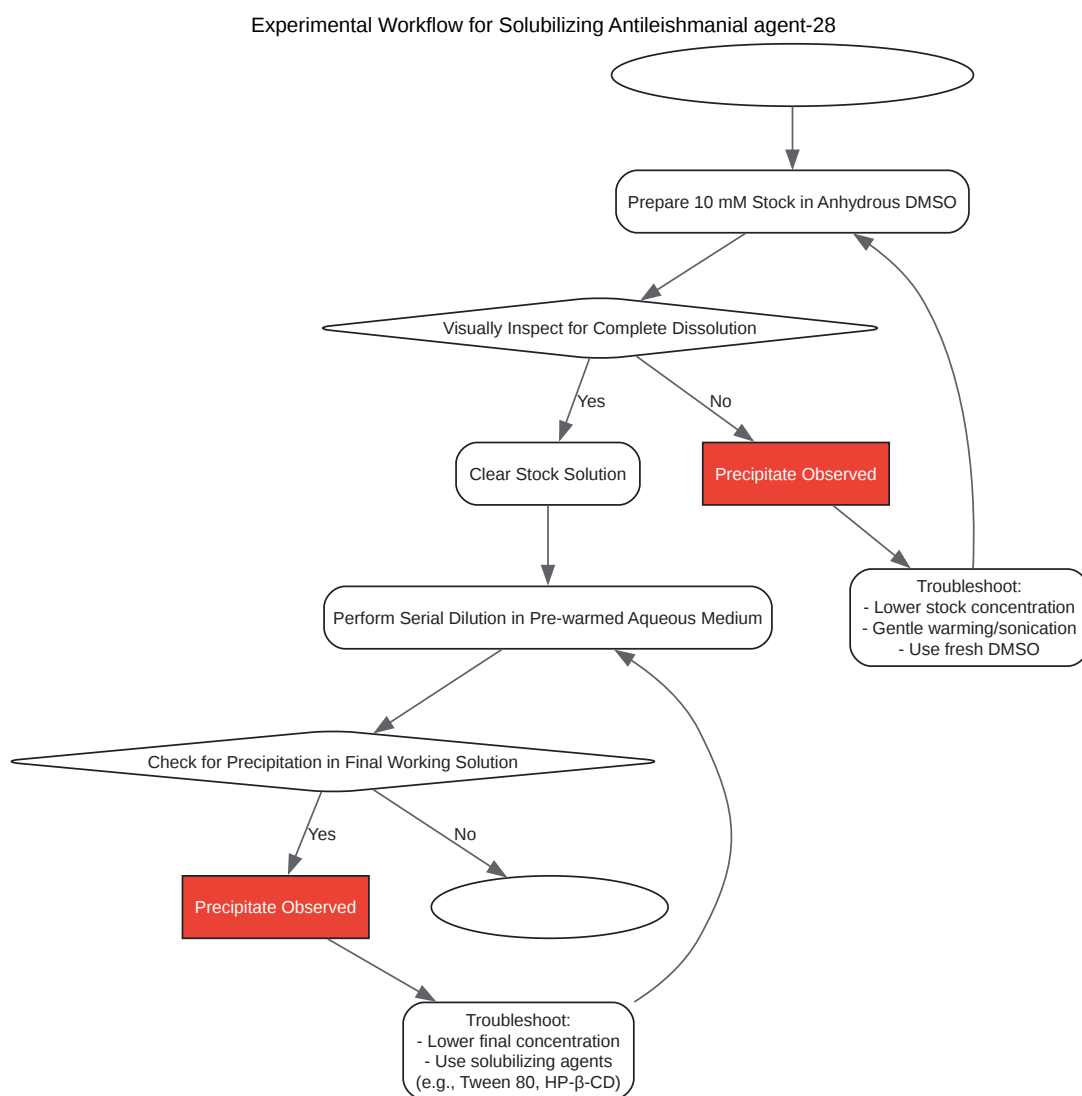 Experimental Workflow for Solubilizing Antileishmanial agent-28
Prepare 10 mM Stock in Anhydrous DMSO
Visually Inspect for Complete Dissolution
Yes
No
Clear Stock Solution
Precipitate Observed
Troubleshoot:
- Lower stock concentration
- Gentle warming/sonication
- Use fresh DMSO
Perform Serial Dilution in Pre-warmed Aqueous Medium
Check for Precipitation in Final Working Solution
Yes
No
Precipitate Observed
Troubleshoot:
- Lower final concentration
- Use solubilizing agents
(e.g., Tween 80, HP-β-CD)